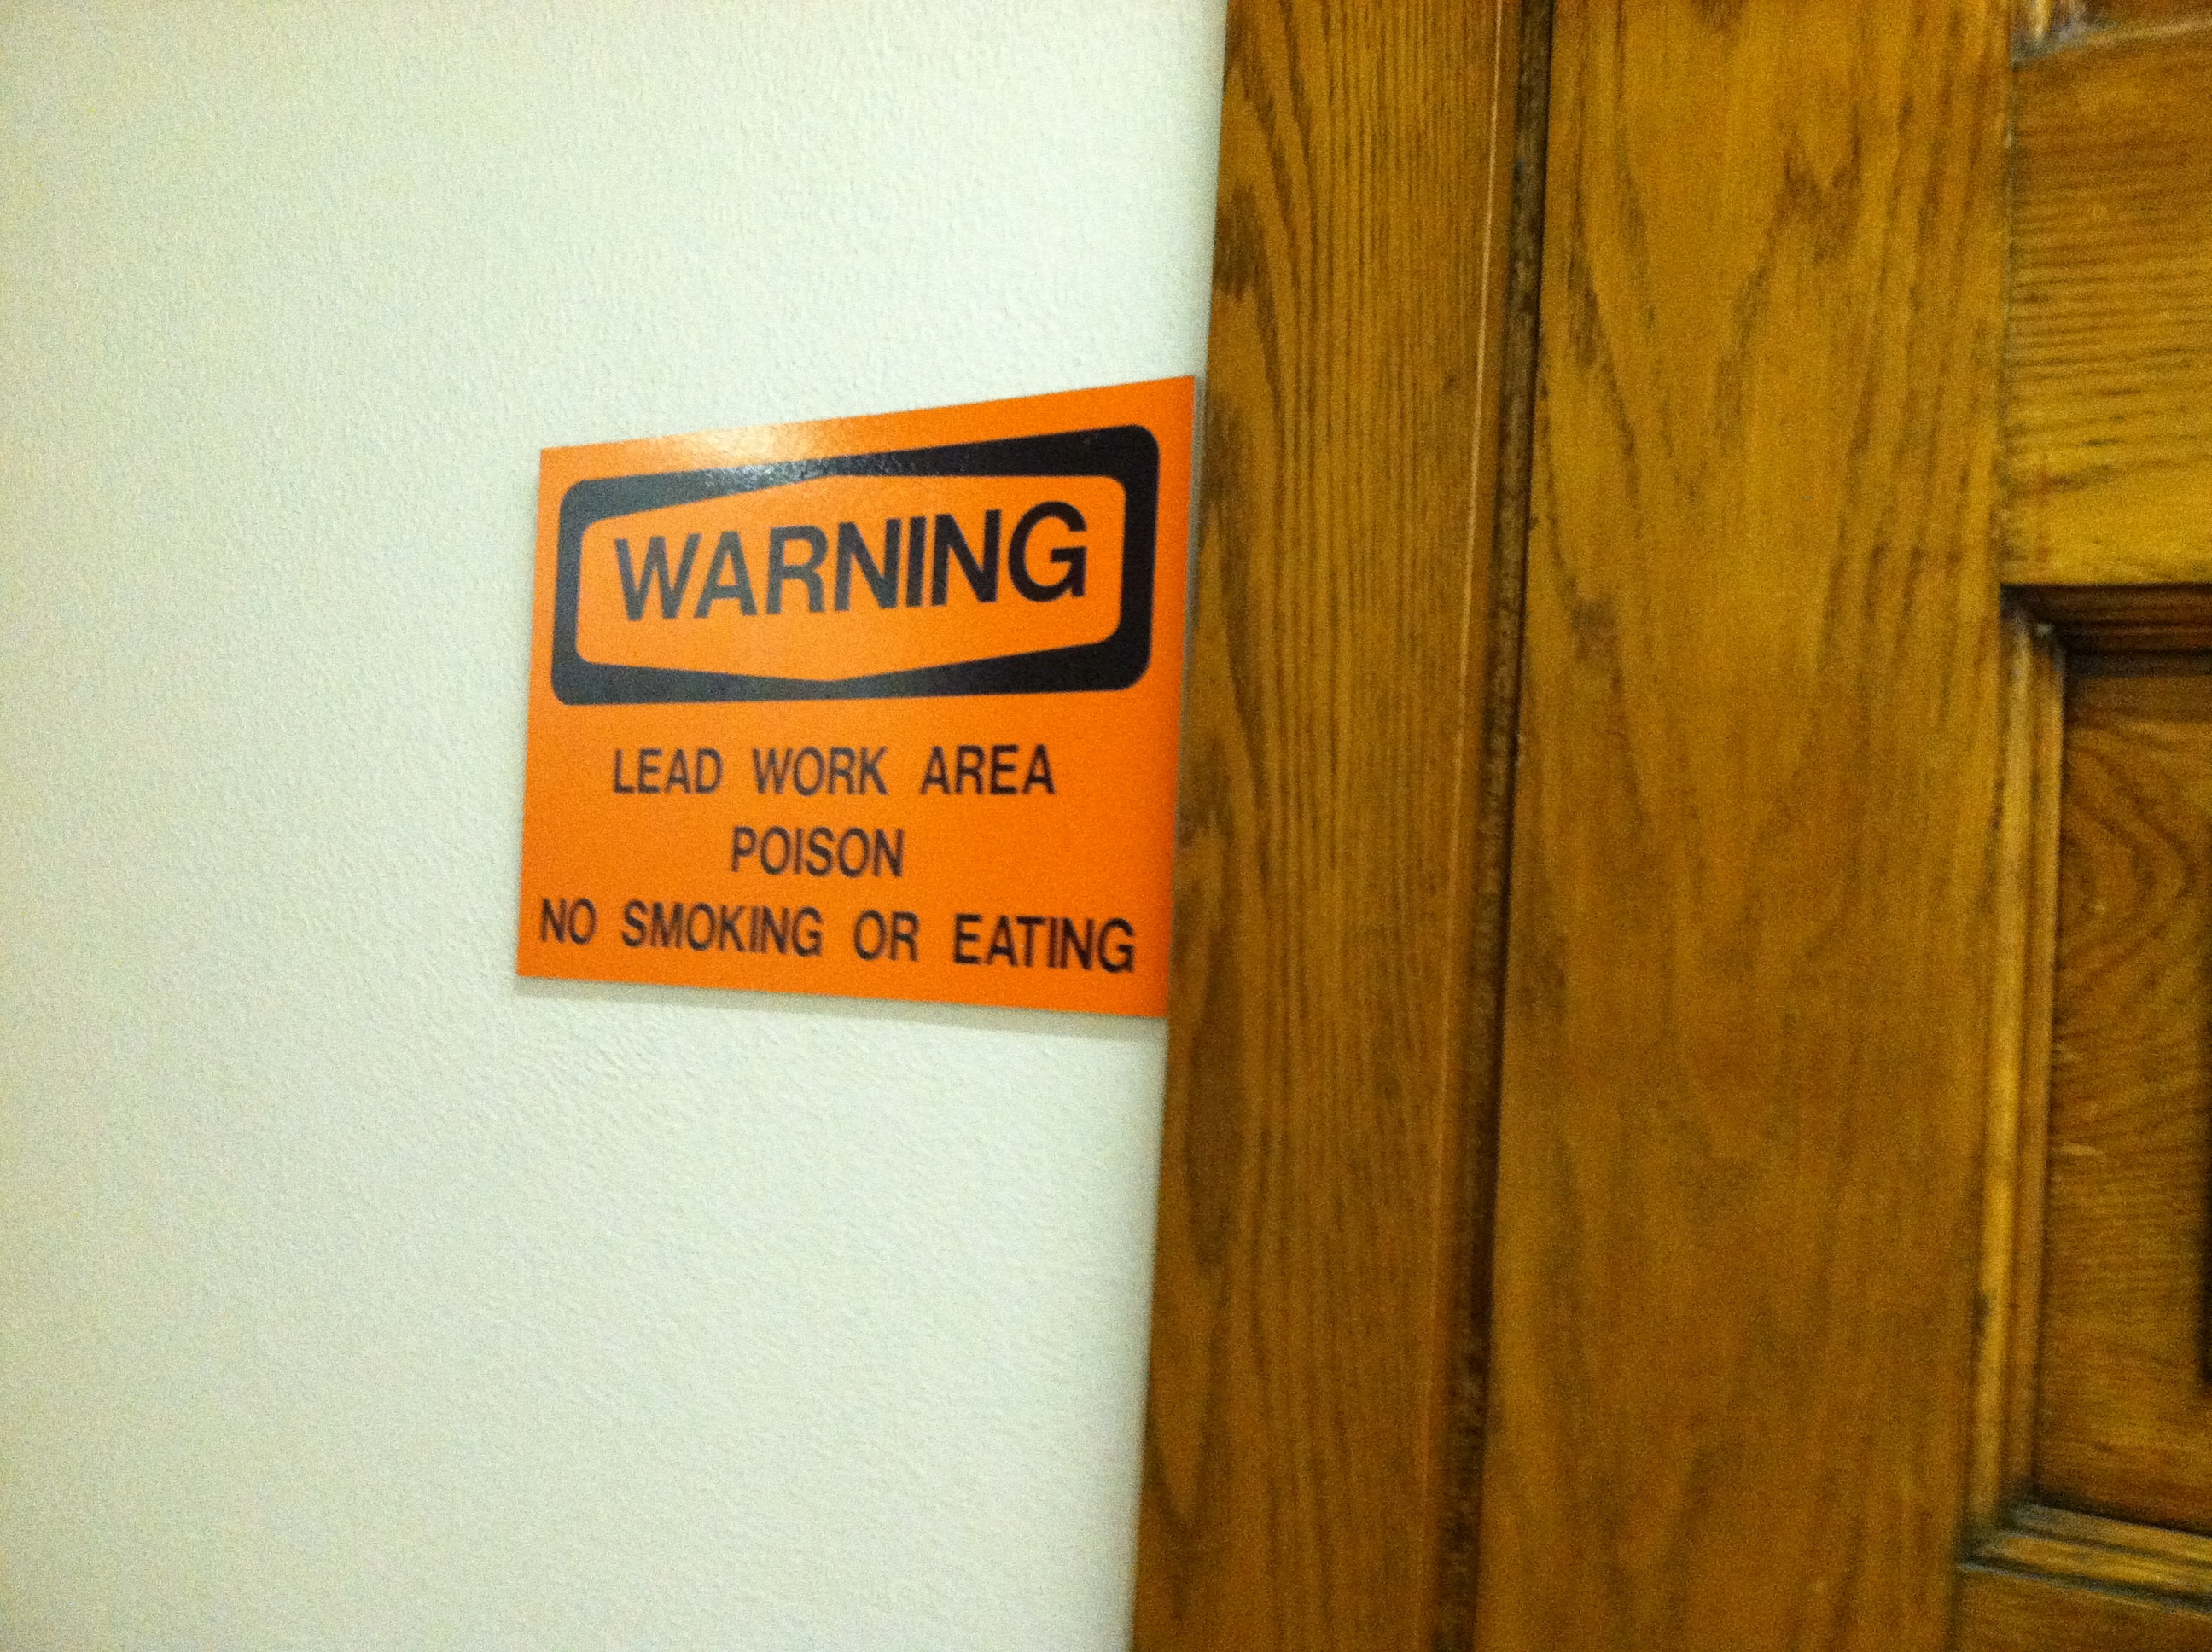 WARNING
LEAD WORK AREA
POISON
NO SMOKING OR EATING